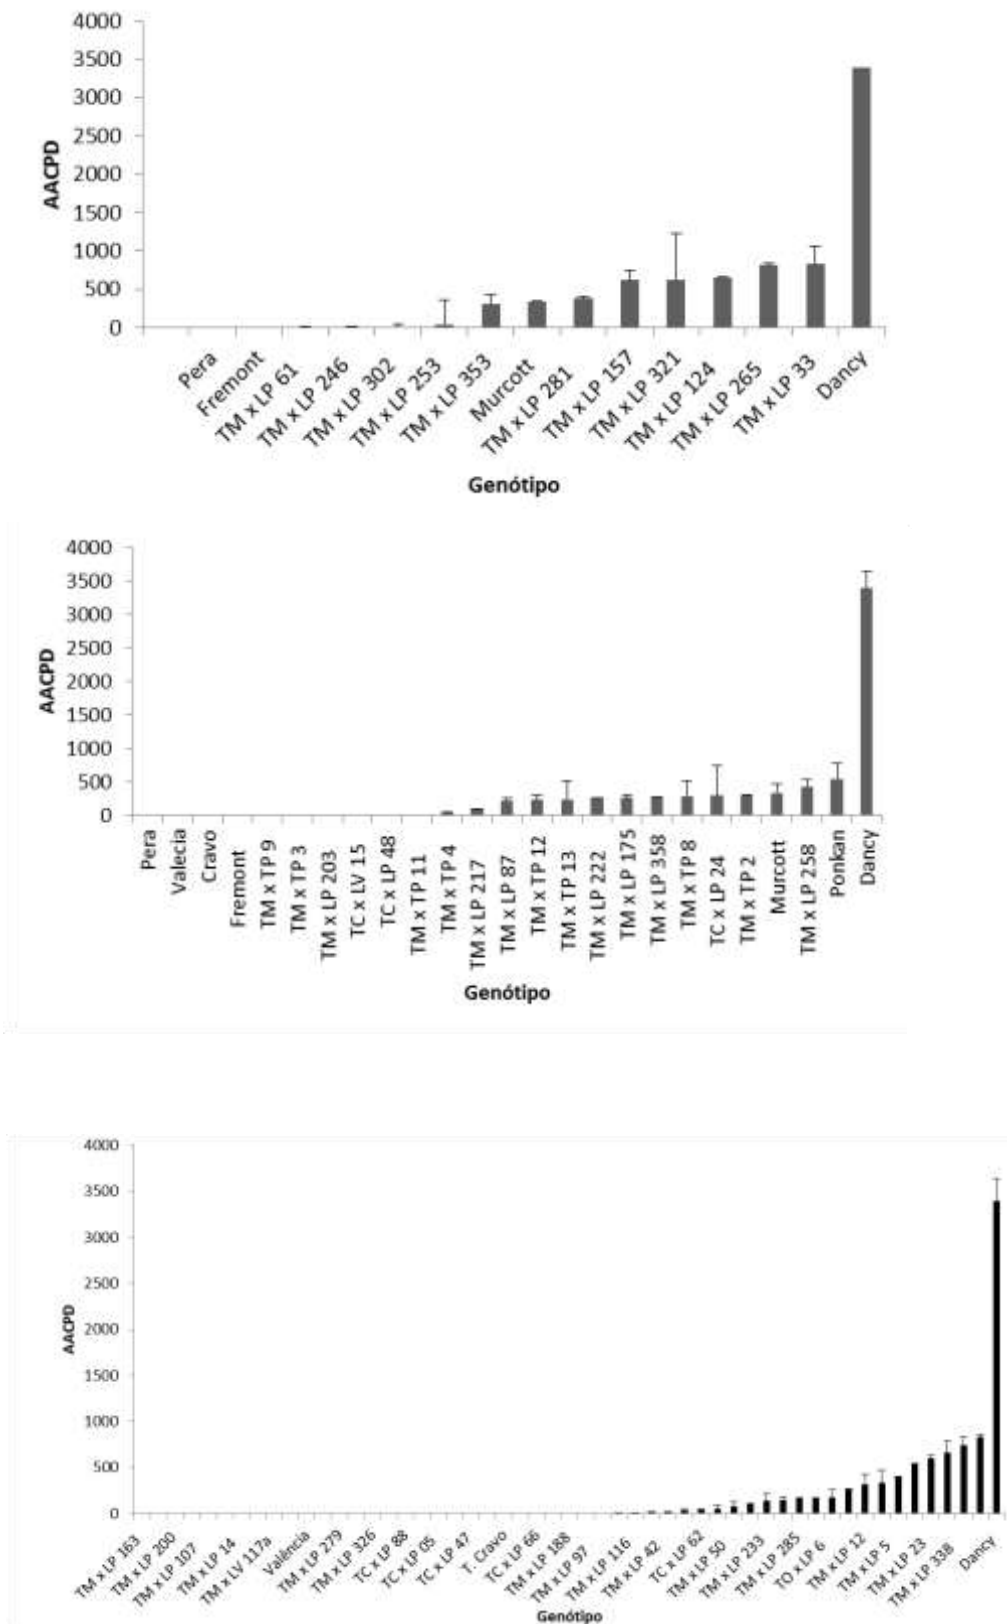 4000
3500
3000
2500
2000
1500
1000
500
0
AACPD
Pera
Fremont
TM x LP 61
TM x LP 246
TM x LP 302
TM x LP 253
TM x LP 353
Murcott
TM x LP 281
TM x LP 157
TM x LP 321
TM x LP 124
TM x LP 265
TM x LP 33
Dancy
Genótipo
4000
3500
3000
2500
2000
1500
1000
500
0
AACPD
Pera
Valecia
Cravo
Fremont
TM x TP 9
TM x TP 3
TM x LP 203
TC x LV 15
TC x LP 48
TM x TP 11
TM x TP 4
TM x LP 217
TM x LP 87
TM x TP 12
TM x TP 13
TM x LP 222
TM x LP 175
TM x LP 358
TM x TP 8
TC x LP 24
TM x TP 2
Murcott
TM x LP 258
Ponkan
Dancy
Genótipo
4000
3500
3000
2500
2000
1500
1000
500
0
AACPD
TM x LP 163
TM x LP 200
TM x LP 107
TM x LP 14
TM x LV 117a
València
TM x LP 279
TM x LP 326
TC x LP 88
TC x LP 05
TC x LP 47
T. Cravo
TC x LP 66
TM x LP 188
TM x LP 97
TM x LP 116
TM x LP 42
TC x LP 62
TM x LP 50
TM x LP 233
TM x LP 285
TO x LP 6
TM x LP 12
TM x LP 5
TM x LP 23
TM x LP 338
Dancy
Genótipo